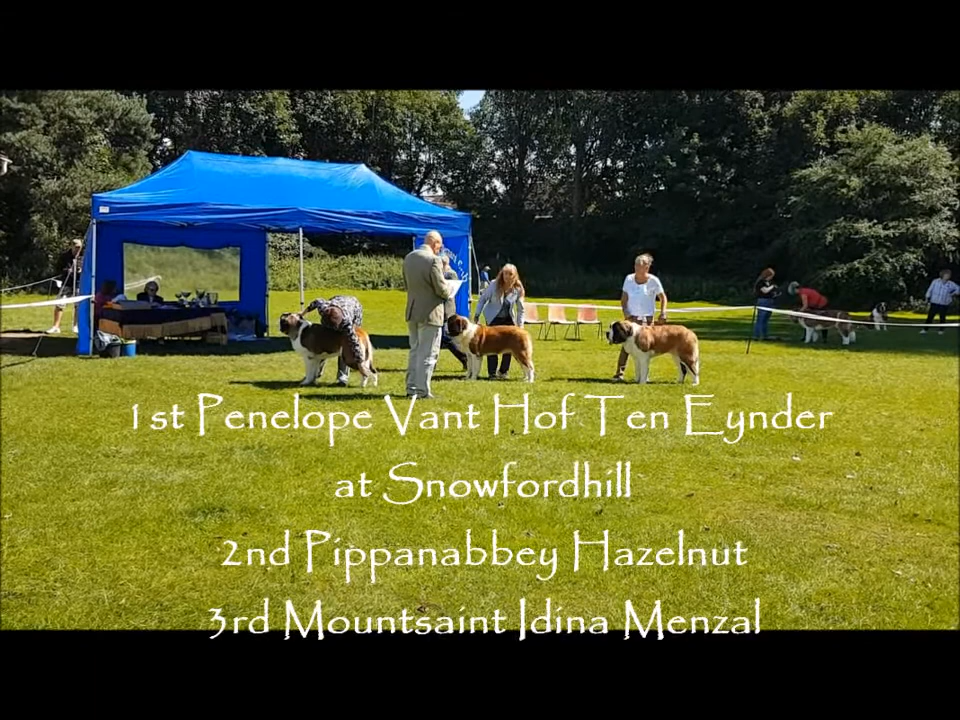 1st Penelope Vant Hof Ten Eynder
at Snowfordhill
2nd Pippanabbey Hazelnut
3rd Mountsaint Idina Menzal